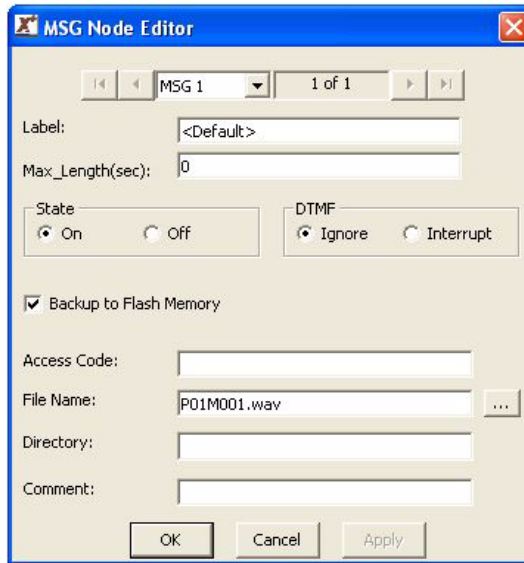 MSG Node Editor
MSG 1 1 of 1
Label: <Default>
Max_Length(sec): 0
State DTMF
On Off Ignore Interrupt
Backup to Flash Memory
Access Code:
File Name: P01M001.wav ...
Directory:
Comment:
OK Cancel Apply